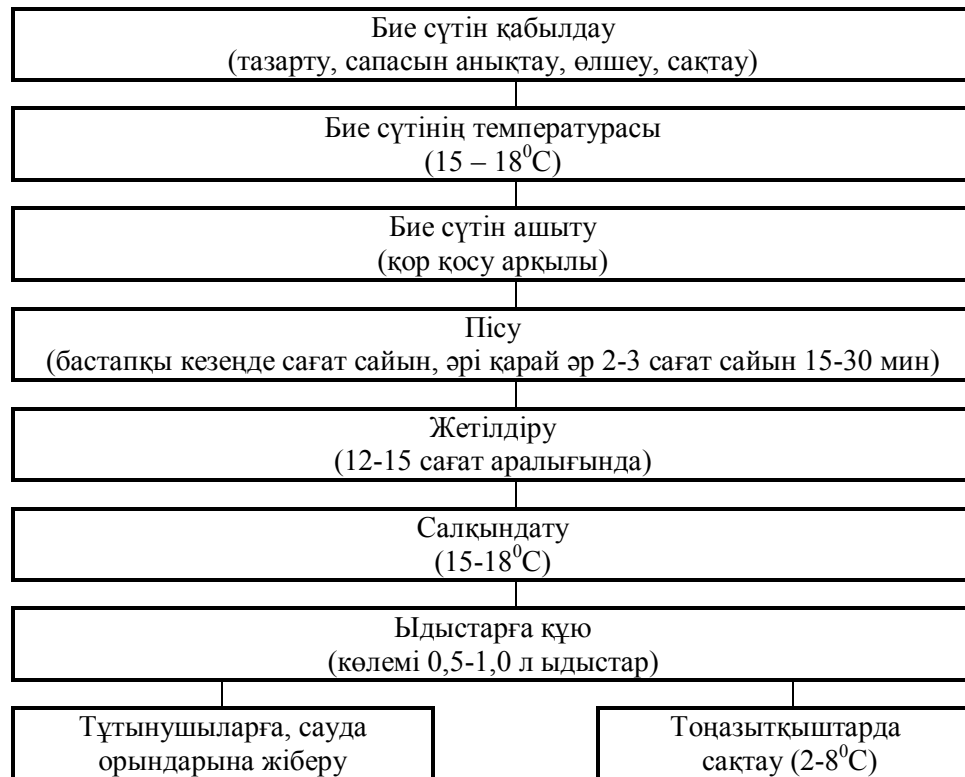 Бие сүтін қабылдау
(тазарту, сапасын анықтау, өлшеу, сақтау)
Бие сүтінің температурасы
(15 – 18⁰С)
Бие сүтін ашыту
(қор қосу арқылы)
Пісу
(бастапқы кезеңде сағат сайын, әрі қарай әр 2-3 сағат сайын 15-30 мин)
Жетілдіру
(12-15 сағат аралығында)
Салқындату
(15-18⁰С)
Ыдыстарға құю
(көлемі 0,5-1,0 л ыдыстар)
Тұтынушыларға, сауда
орындарына жіберу
Тоңазытқыштарда
сақтау (2-8⁰С)